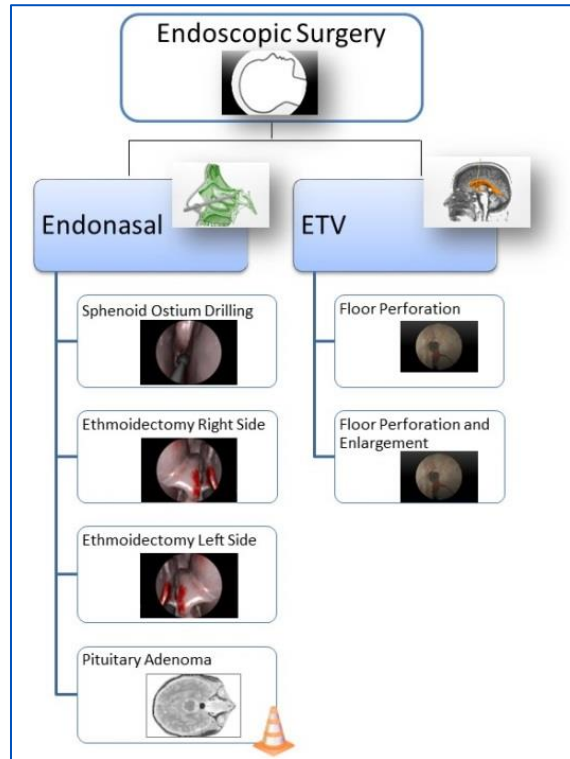 Endoscopic Surgery
Endonasal
ETV
Sphenoid Ostium Drilling
Ethmoidectomy Right Side
Ethmoidectomy Left Side
Pituitary Adenoma
Floor Perforation
Floor Perforation and
Enlargement